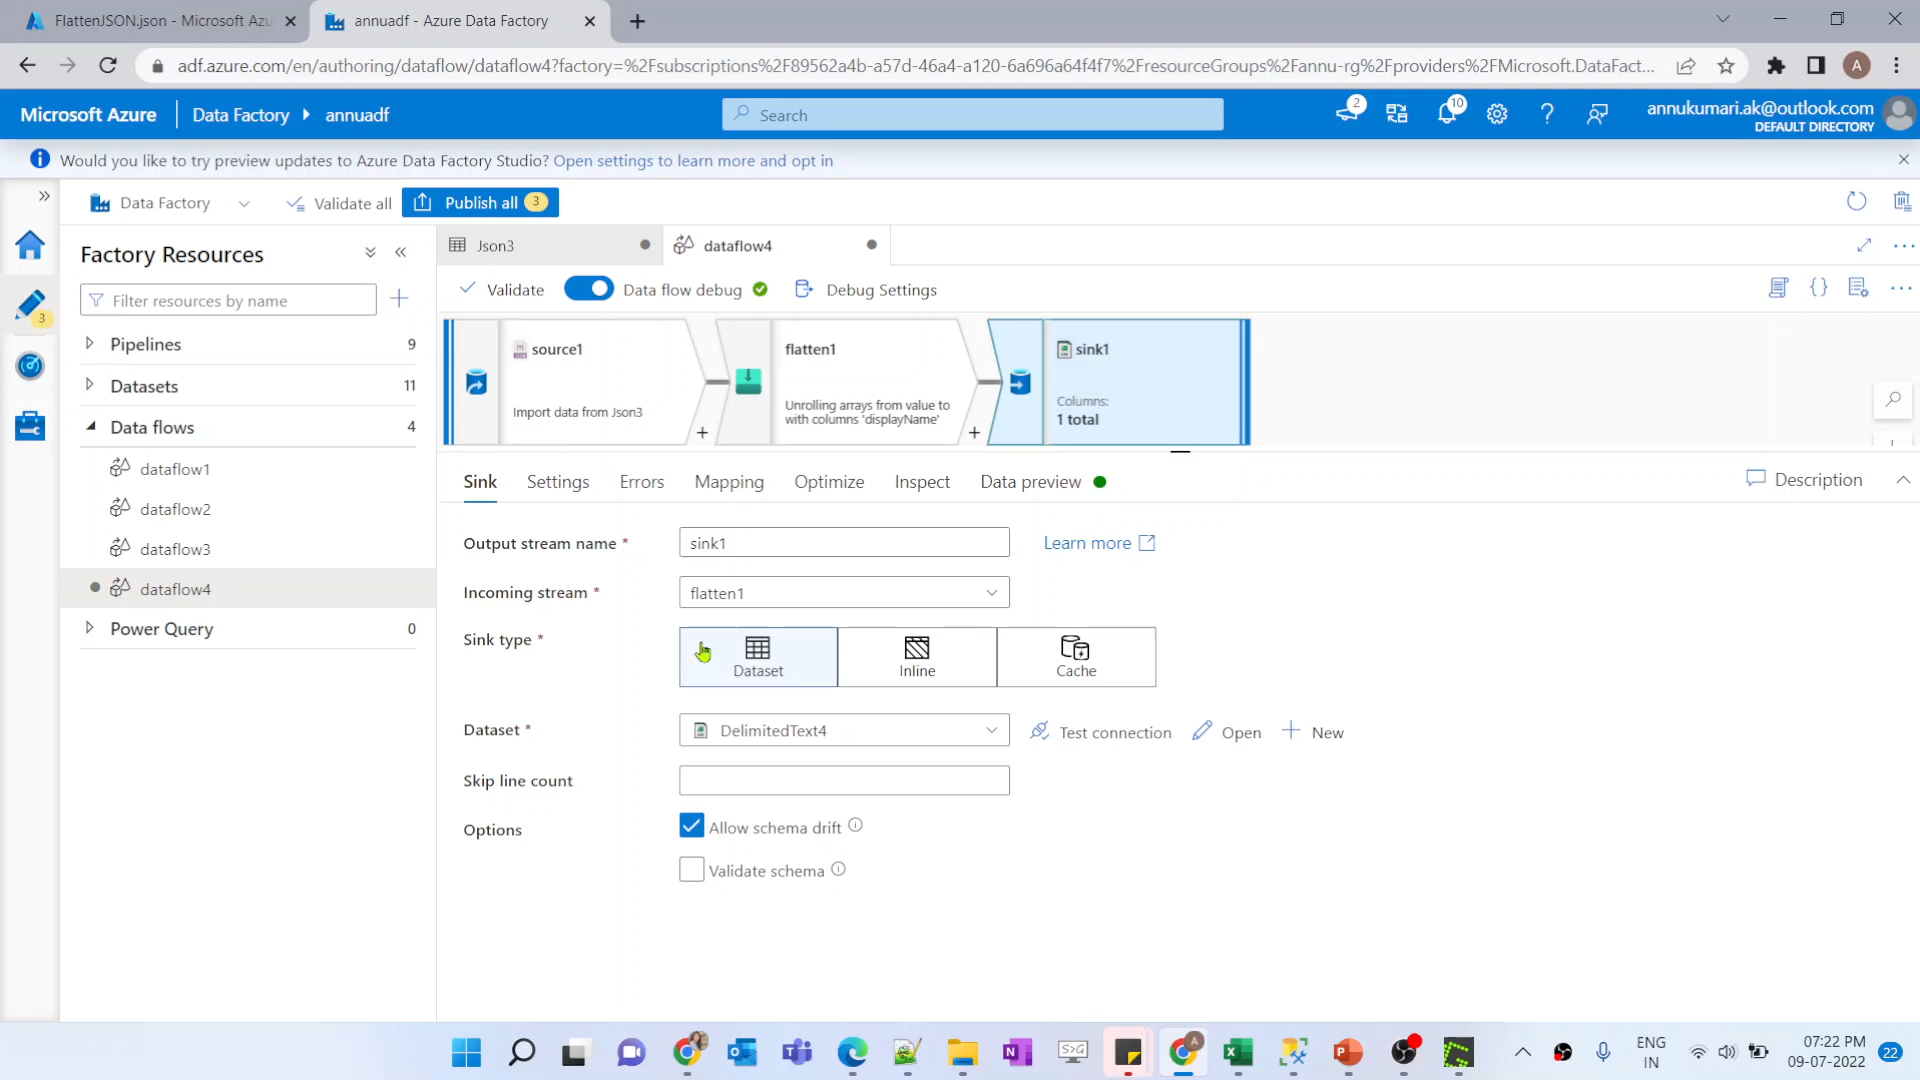 FlattenJSON.json - Microsoft Azu
annuadf - Azure Data Factory
adf.azure.com/en/authoring/dataflow/dataflow4?factory=%2Fsubscriptions%2F89562a4b-a57d-46a4-a120-6a696a64f4f7%2FresourceGroups%2Fannu-rg%2Fproviders%2FMicrosoft.DataFact...
A
Microsoft Azure
Data Factory
annuadf
Search
2
10
annukumari.ak@outlook.com
DEFAULT DIRECTORY
Would you like to try preview updates to Azure Data Factory Studio? Open settings to learn more and opt in
Data Factory
Validate all
Publish all 3
Factory Resources
Json3
dataflow4
Filter resources by name
Validate
Data flow debug
Debug Settings
3
Pipelines 9
Datasets 11
Data flows 4
dataflow1
dataflow2
dataflow3
dataflow4
Power Query 0
source1
Import data from Json3
flatten1
Unrolling arrays from value to
with columns 'displayName'
sink1
Columns:
1 total
Sink
Settings
Errors
Mapping
Optimize
Inspect
Data preview
Description
Output stream name *
sink1
Learn more
Incoming stream *
flatten1
Sink type *
Dataset
Inline
Cache
Dataset *
DelimitedText4
Test connection
Open
New
Skip line count
Options
Allow schema drift
Validate schema
ENG
IN
07:22 PM
09-07-2022
22